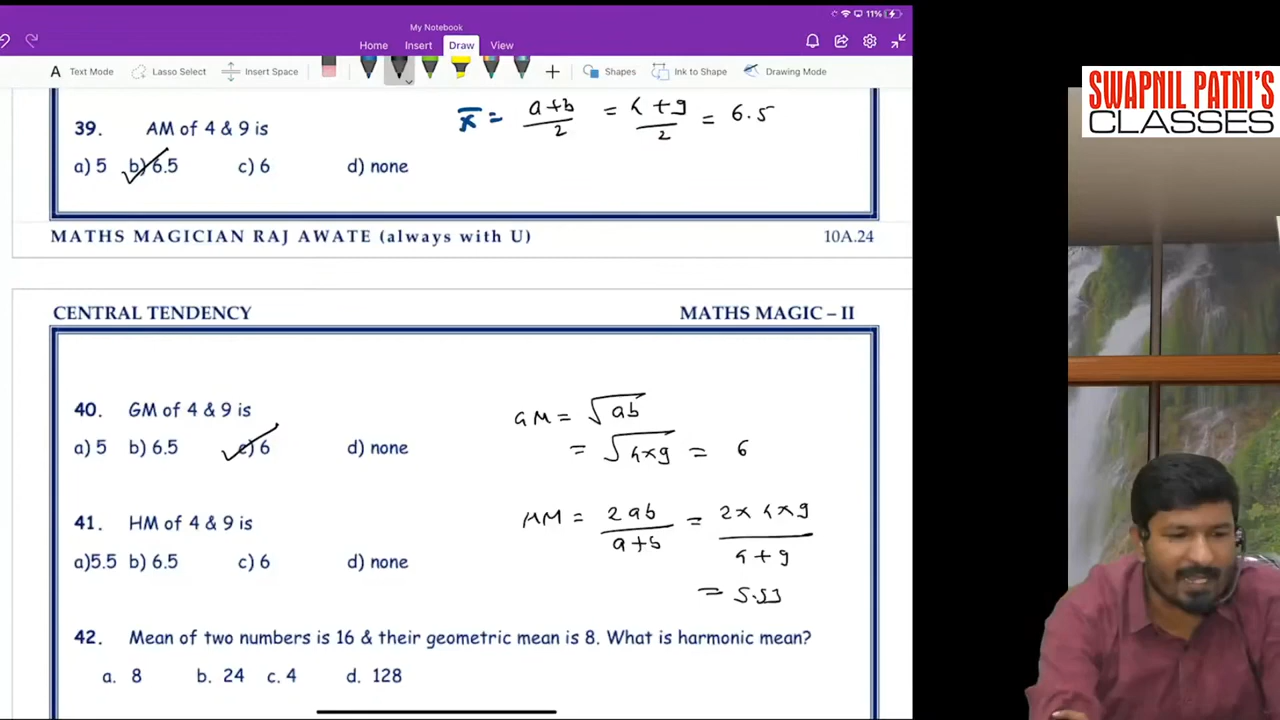 11%
My Notebook
Home Insert Draw View
Text Mode Lasso Select Insert Space Shapes Ink to Shape Drawing Mode
SWAPNIL PATNI'S
CLASSES
x̅ = a+b/2 = 4+9/2 = 6.5
39. AM of 4 & 9 is
a) 5 b) 6.5 c) 6 d) none
MATHS MAGICIAN RAJ AWATE (always with U) 10A.24
CENTRAL TENDENCY MATHS MAGIC – II
40. GM of 4 & 9 is
GM = √ab
a) 5 b) 6.5 c) 6 d) none
= √4×9 = 6
41. HM of 4 & 9 is
HM = 2ab/a+b = 2×4×9/4+9
a)5.5 b) 6.5 c) 6 d) none
= 5.53
42. Mean of two numbers is 16 & their geometric mean is 8. What is harmonic mean?
a. 8 b. 24 c. 4 d. 128